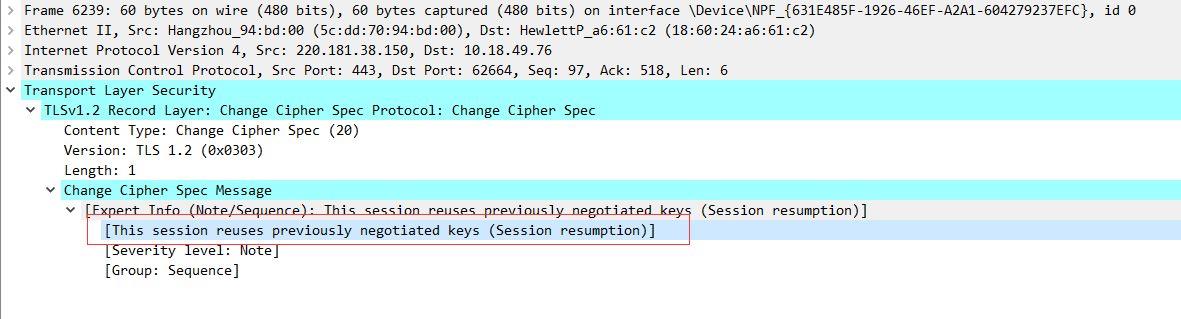 Frame 6239: 60 bytes on wire (480 bits), 60 bytes captured (480 bits) on interface \Device\NPF_{631E485F-1926-46EF-A2A1-604279237EFC}, id 0
Ethernet II, Src: Hangzhou_94:bd:00 (5c:dd:70:94:bd:00), Dst: HewlettP_a6:61:c2 (18:60:24:a6:61:c2)
Internet Protocol Version 4, Src: 220.181.38.150, Dst: 10.18.49.76
Transmission Control Protocol, Src Port: 443, Dst Port: 62664, Seq: 97, Ack: 518, Len: 6
Transport Layer Security
TLSv1.2 Record Layer: Change Cipher Spec Protocol: Change Cipher Spec
Content Type: Change Cipher Spec (20)
Version: TLS 1.2 (0x0303)
Length: 1
Change Cipher Spec Message
[Expert Info (Note/Sequence): This session reuses previously negotiated keys (Session resumption)]
[This session reuses previously negotiated keys (Session resumption)]
[Severity level: Note]
[Group: Sequence]